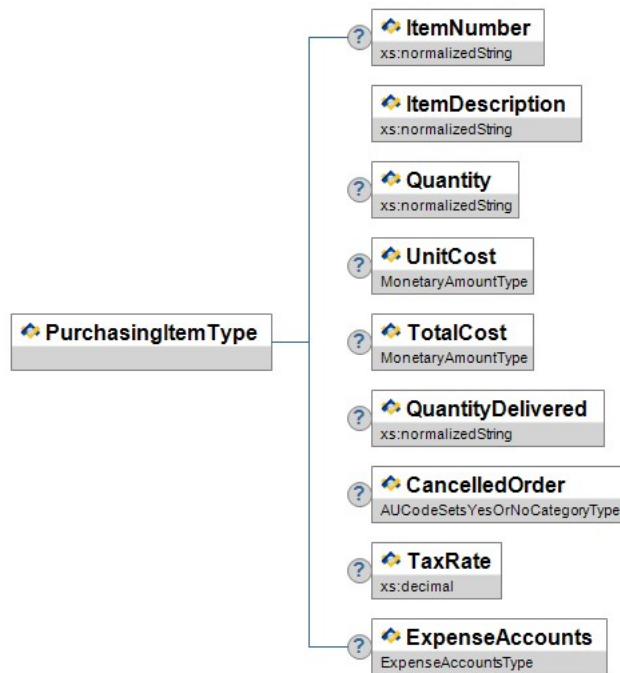 ? ItemNumber
xs:normalizedString
ItemDescription
xs:normalizedString
? Quantity
xs:normalizedString
? UnitCost
MonetaryAmountType
PurchasingItemType
? TotalCost
MonetaryAmountType
? QuantityDelivered
xs:normalizedString
? CancelledOrder
AUCodeSetsYesOrNoCategoryType
? TaxRate
xs:decimal
? ExpenseAccounts
ExpenseAccountsType